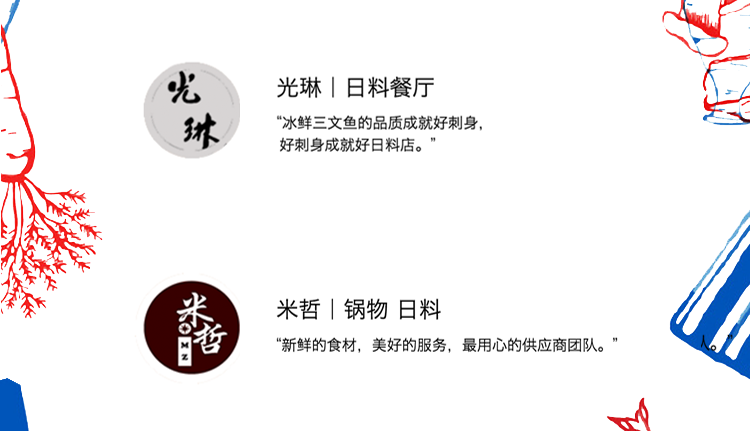 光琳
光琳｜日料餐厅
“冰鲜三文鱼的品质成就好刺身，
好刺身成就好日料店。”
米哲
MZ
米哲｜锅物 日料
“新鲜的食材，美好的服务，最用心的供应商团队。”
人。”